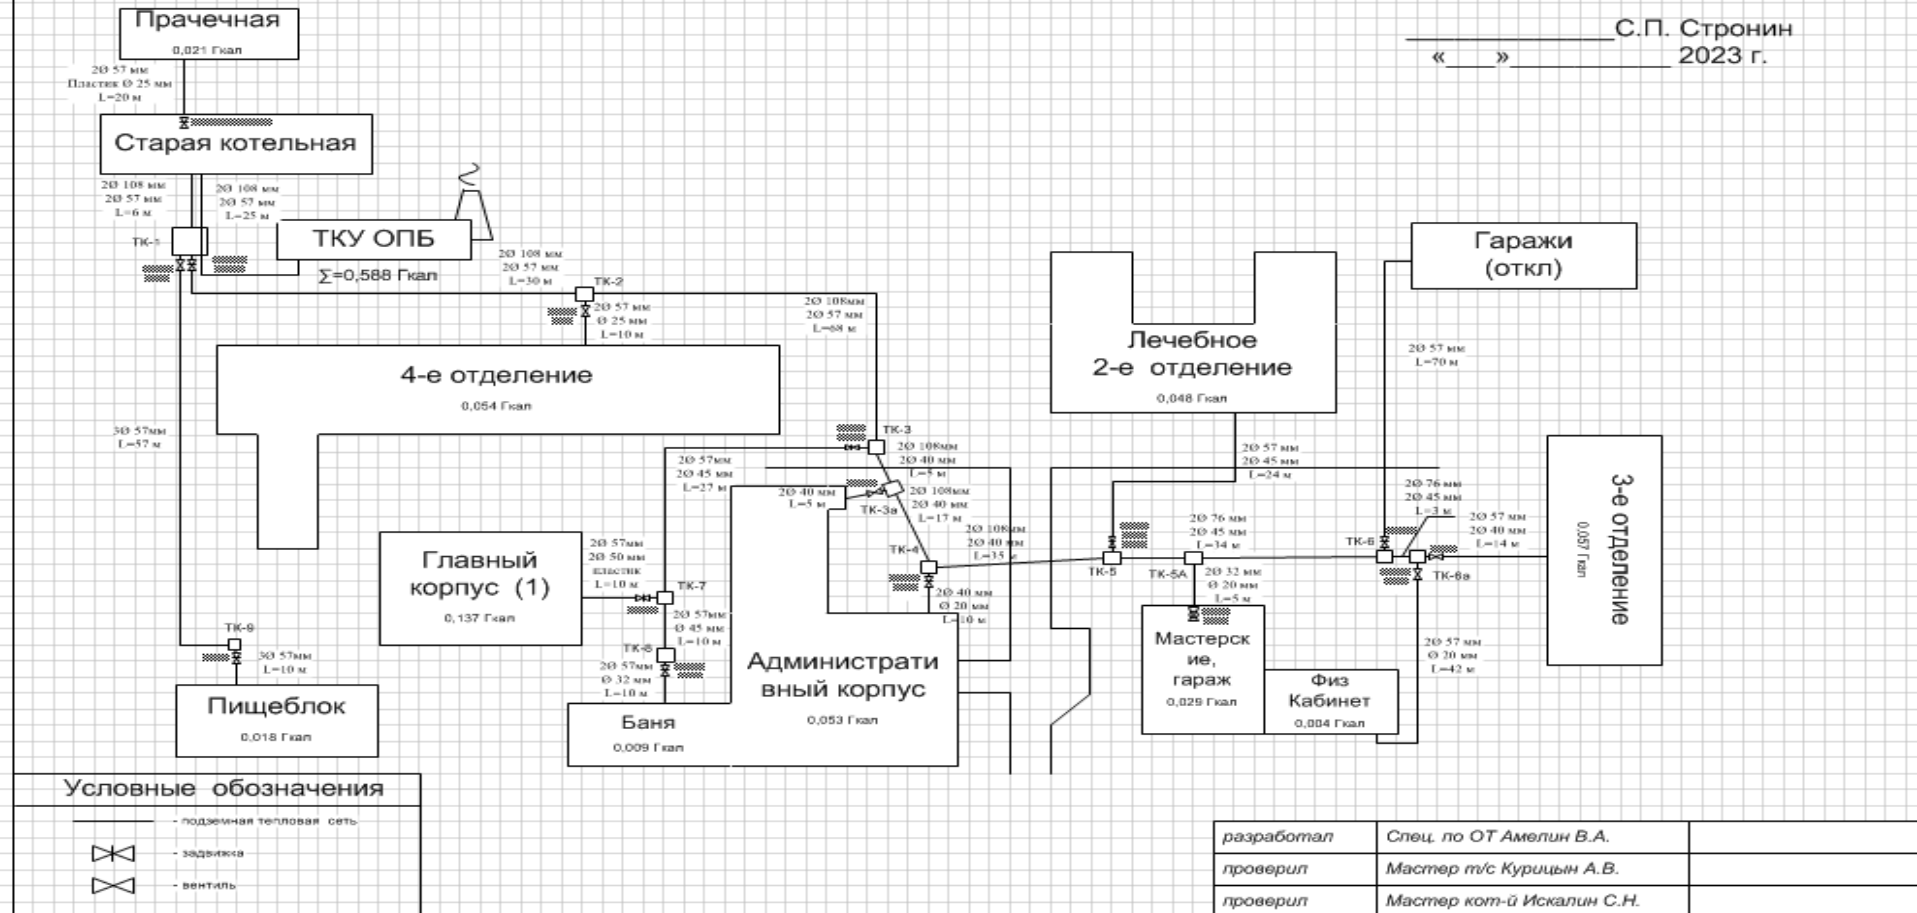 Прачечная
0,021 Гкал
2Ø 57 мм
Пластик Ø 25 мм
L=20 м
С.П. Стронин
«____»____________ 2023 г.
Старая котельная
2Ø 108 мм
2Ø 57 мм
L=6 м
2Ø 108 мм
2Ø 57 мм
L=25 м
ТК-1
ТКУ ОПБ
∑=0,588 Гкал
2Ø 108 мм
2Ø 57 мм
L=30 м
ТК-2
2Ø 57 мм
Ø 25 мм
L=10 м
2Ø 108мм
2Ø 57 мм
L=68 м
4-е отделение
0,054 Гкал
3Ø 57мм
L=57 м
Лечебное
2-е отделение
0,048 Гкал
Гаражи
(откл)
2Ø 57 мм
L=70 м
ТК-3
2Ø 108мм
2Ø 40 мм
L=5 м
2Ø 57мм
2Ø 45 мм
L=27 м
2Ø 40 мм
L=5 м
ТК-3а
2Ø 108мм
2Ø 40 мм
L=17 м
2Ø 108мм
2Ø 40 мм
L=35 м
ТК-4
2Ø 40 мм
Ø 20 мм
L=10 м
2Ø 57 мм
2Ø 45 мм
L=24 м
ТК-5
2Ø 76 мм
2Ø 45 мм
L=34 м
ТК-5А
2Ø 32 мм
Ø 20 мм
L=5 м
ТК-6
2Ø 76 мм
2Ø 45 мм
L=3 м
2Ø 57 мм
2Ø 40 мм
L=14 м
ТК-6а
3-е отделение
0,057 Гкал
2Ø 57 мм
Ø 20 мм
L=42 м
Главный
корпус (1)
0,137 Гкал
2Ø 57мм
2Ø 50 мм
пластик
L=10 м
ТК-7
2Ø 57мм
Ø 45 мм
L=10 м
ТК-8
2Ø 57мм
Ø 32 мм
L=10 м
ТК-9
3Ø 57мм
L=10 м
Пищеблок
0,018 Гкал
Баня
0,009 Гкал
Администрати
вный корпус
0,053 Гкал
Мастерск
ие,
гараж
0,029 Гкал
Физ
Кабинет
0,004 Гкал
Условные обозначения
- подземная тепловая сеть
- задвижка
- вентиль
разработал Спец. по ОТ Амелин В.А.
проверил Мастер т/с Курицын А.В.
проверил Мастер кот-й Искалин С.Н.